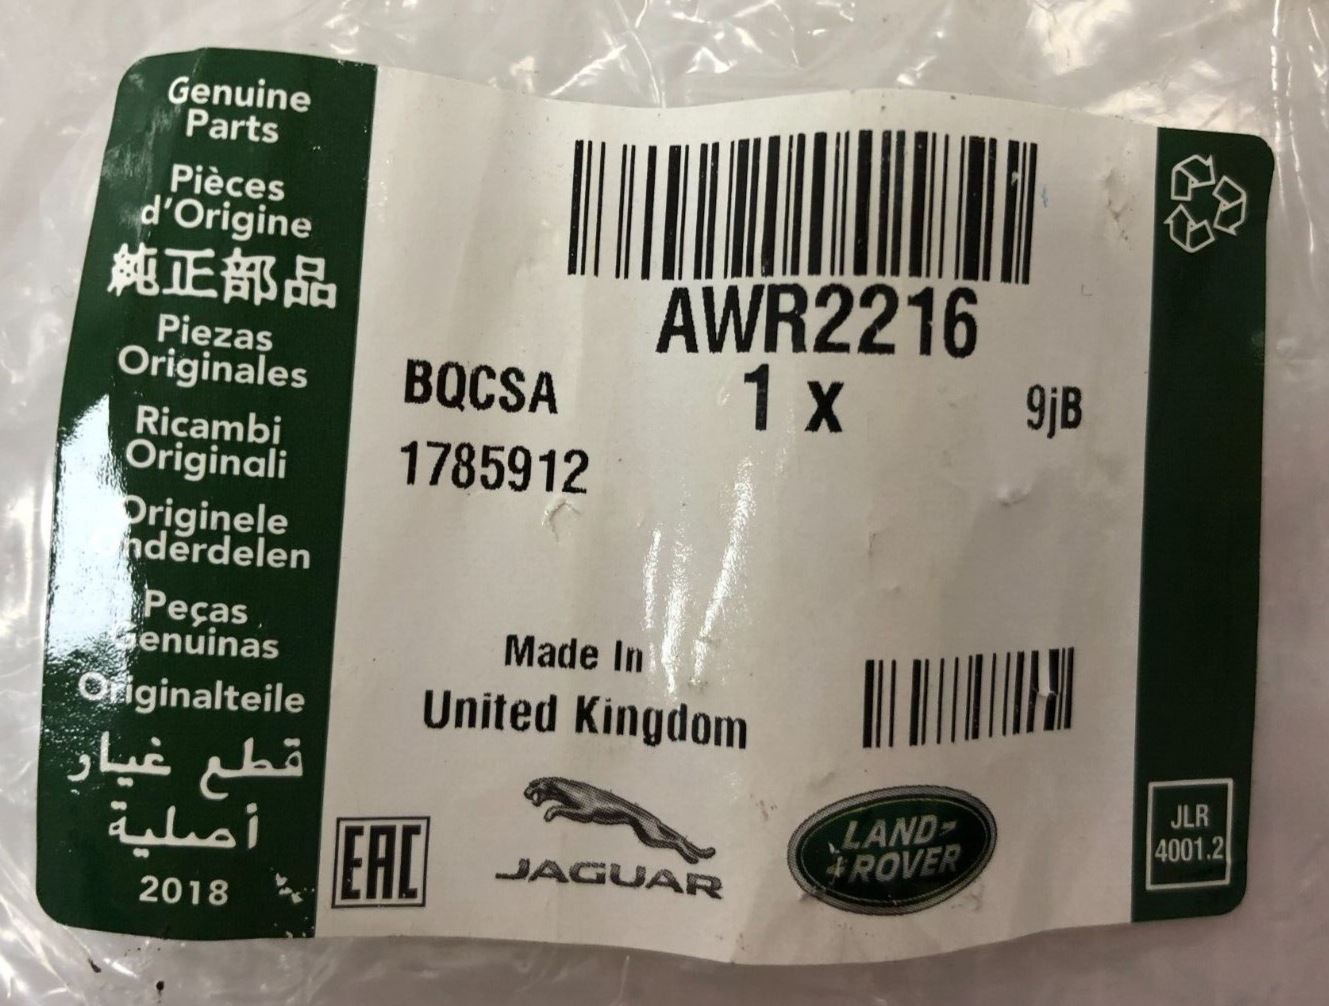 Genuine
Parts
Pièces
d'Origine
純正部品
Piezas
Originales
Ricambi
Originali
Originele
Onderdelen
Peças
Genuinas
Originalteile
قطع غيار
أصلية
2018
AWR2216
BQCSA
1 x
9jB
1785912
Made In
United Kingdom
EAC
JAGUAR
LAND-
ROVER
JLR
4001.2